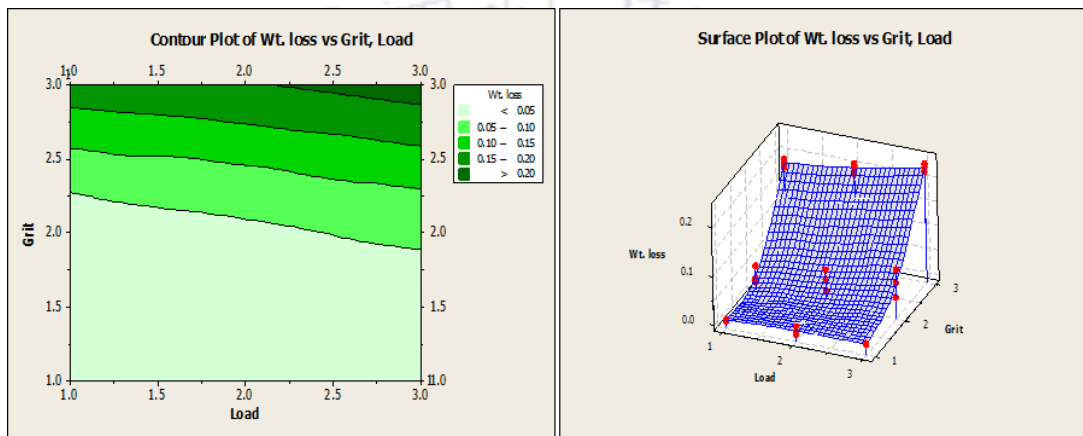 Contour Plot of Wt. loss vs Grit, Load
1.0 1.5 2.0 2.5 3.0
3.0 3.0
2.5 2.5
2.0 2.0
1.5 1.5
1.0 11.0
1.0 1.5 2.0 2.5 3.0
Grit
Load
Wt. loss
< 0.05
0.05 – 0.10
0.10 – 0.15
0.15 – 0.20
> 0.20
Surface Plot of Wt. loss vs Grit, Load
Wt. loss
0.2
0.1
0.0
1
2
3
Load
1
2
3
Grit